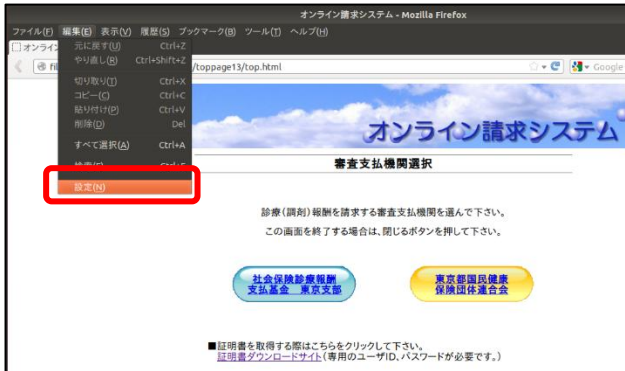 オンライン請求システム - Mozilla Firefox
ファイル(F) 編集(E) 表示(V) 履歴(S) ブックマーク(B) ツール(T) ヘルプ(H)
オンライ
元に戻す(U) Ctrl+Z
やり直し(R) Ctrl+Shift+Z
/toppage13/top.html
Google
切り取り(T) Ctrl+X
コピー(C) Ctrl+C
貼り付け(P) Ctrl+V
削除(D) Del
すべて選択(A) Ctrl+A
設定(N)
オンライン請求システム
審査支払機関選択
診療(調剤)報酬を請求する審査支払機関を選んで下さい。
この画面を終了する場合は、閉じるボタンを押して下さい。
社会保険診療報酬
支払基金 東京支部
東京都国民健康
保険団体連合会
■証明書を取得する際はこちらをクリックして下さい。
証明書ダウンロードサイト(専用のユーザID、パスワードが必要です。)